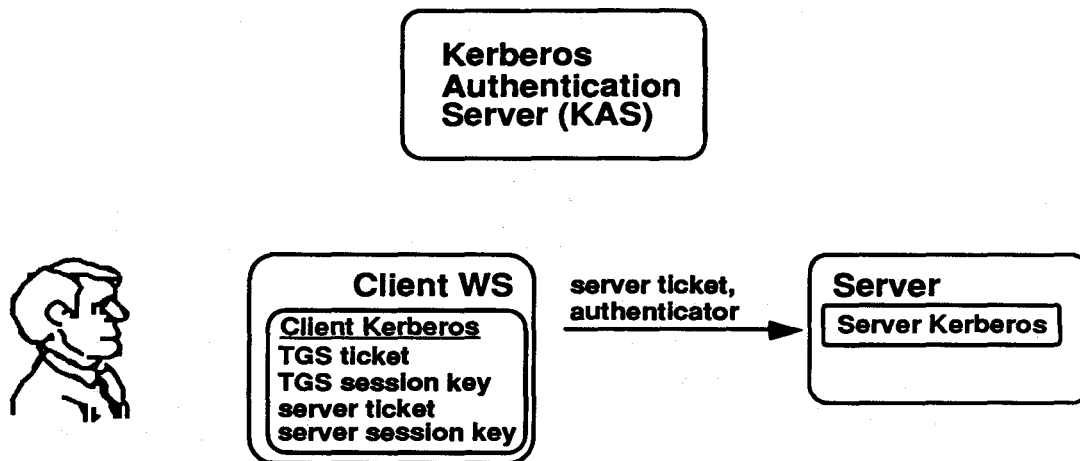 Kerberos
Authentication
Server (KAS)
Client WS
Client Kerberos
TGS ticket
TGS session key
server ticket
server session key
server ticket,
authenticator
Server
Server Kerberos